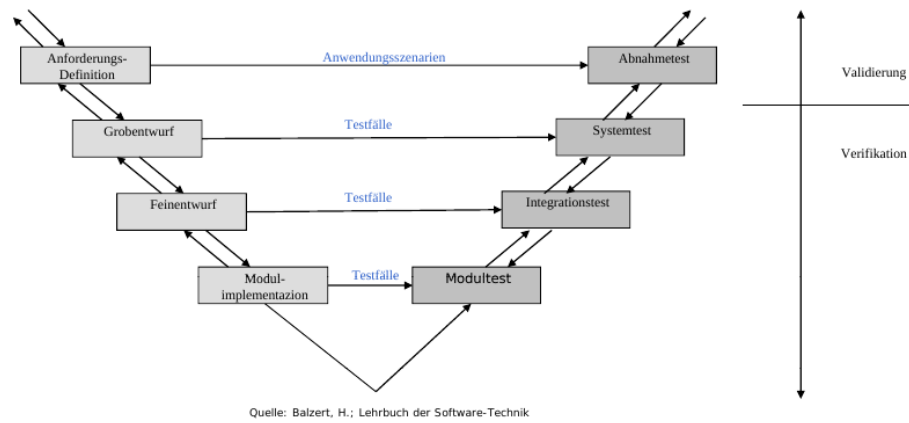 Anforderungs-
Definition
Anwendungsszenarien
Abnahmetest
Validierung
Grobentwurf
Testfälle
Systemtest
Verifikation
Feinentwurf
Testfälle
Integrationstest
Modul-
implementazion
Testfälle
Modultest
Quelle: Balzert, H.; Lehrbuch der Software-Technik